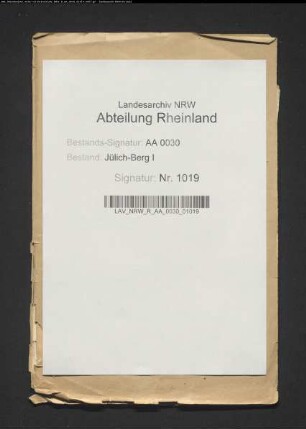 Landesarchiv NRW
Abteilung Rheinland
Bestands-Signatur: AA 0030
Bestand: Jülich-Berg I
Signatur: Nr. 1019
LAV_NRW_R_AA_0030_01019